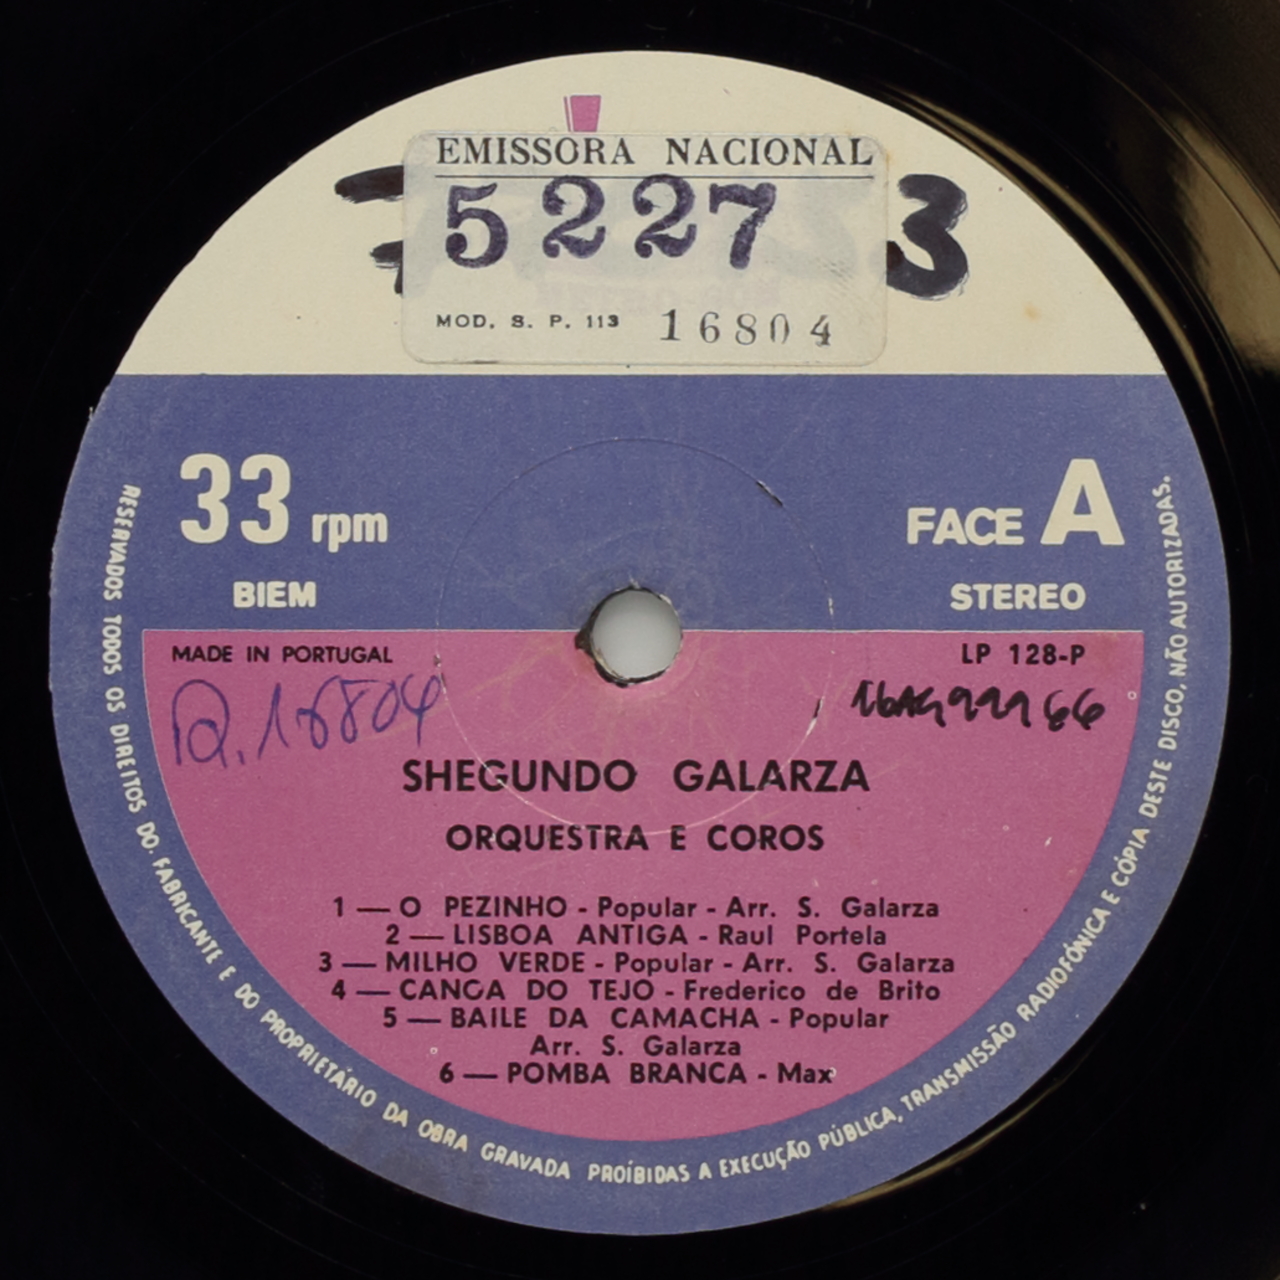 EMISSÓRA NACIONAL
5227
MOD. S. P. 113 16804
3
33 rpm
FACE A
BIEM
STEREO
MADE IN PORTUGAL
LP 128-P
R.16804
SHEGUNDO GALARZA
ORQUESTRA E COROS
1 — O PEZINHO - Popular - Arr. S. Galarza
2 — LISBOA ANTIGA - Raul Portela
3 — MILHO VERDE - Popular - Arr. S. Galarza
4 — CANOA DO TEJO - Frederico de Brito
5 — BAILE DA CAMACHA - Popular
Arr. S. Galarza
6 — POMBA BRANCA - Max
RESERVADOS TODOS OS DIREITOS DO FABRICANTE E DO PROPRIETÁRIO DA OBRA GRAVADA PROÍBIDAS A EXECUÇÃO PÚBLICA, TRANSMISSÃO RADIOFÓNICA E CÓPIA DESTE DISCO, NÃO AUTORIZADAS.